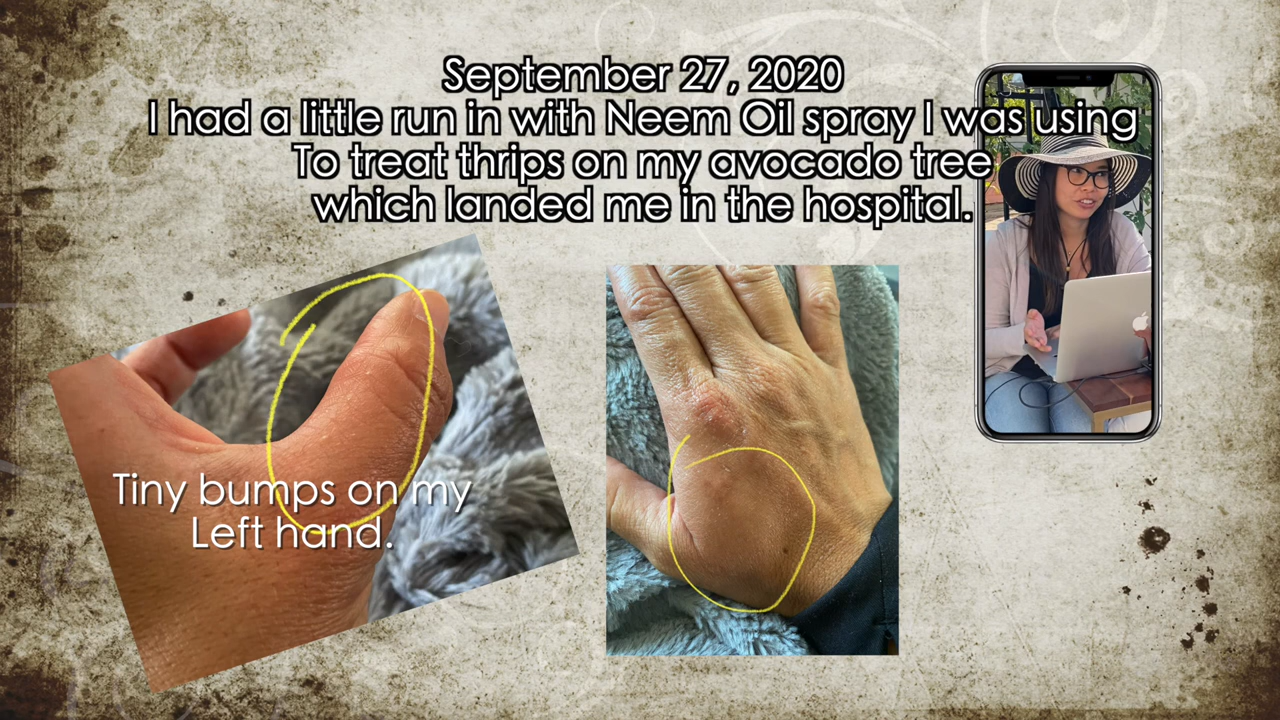 September 27, 2020
I had a little run in with Neem Oil spray I was using
To treat thrips on my avocado tree
which landed me in the hospital.
Tiny bumps on my
Left hand.